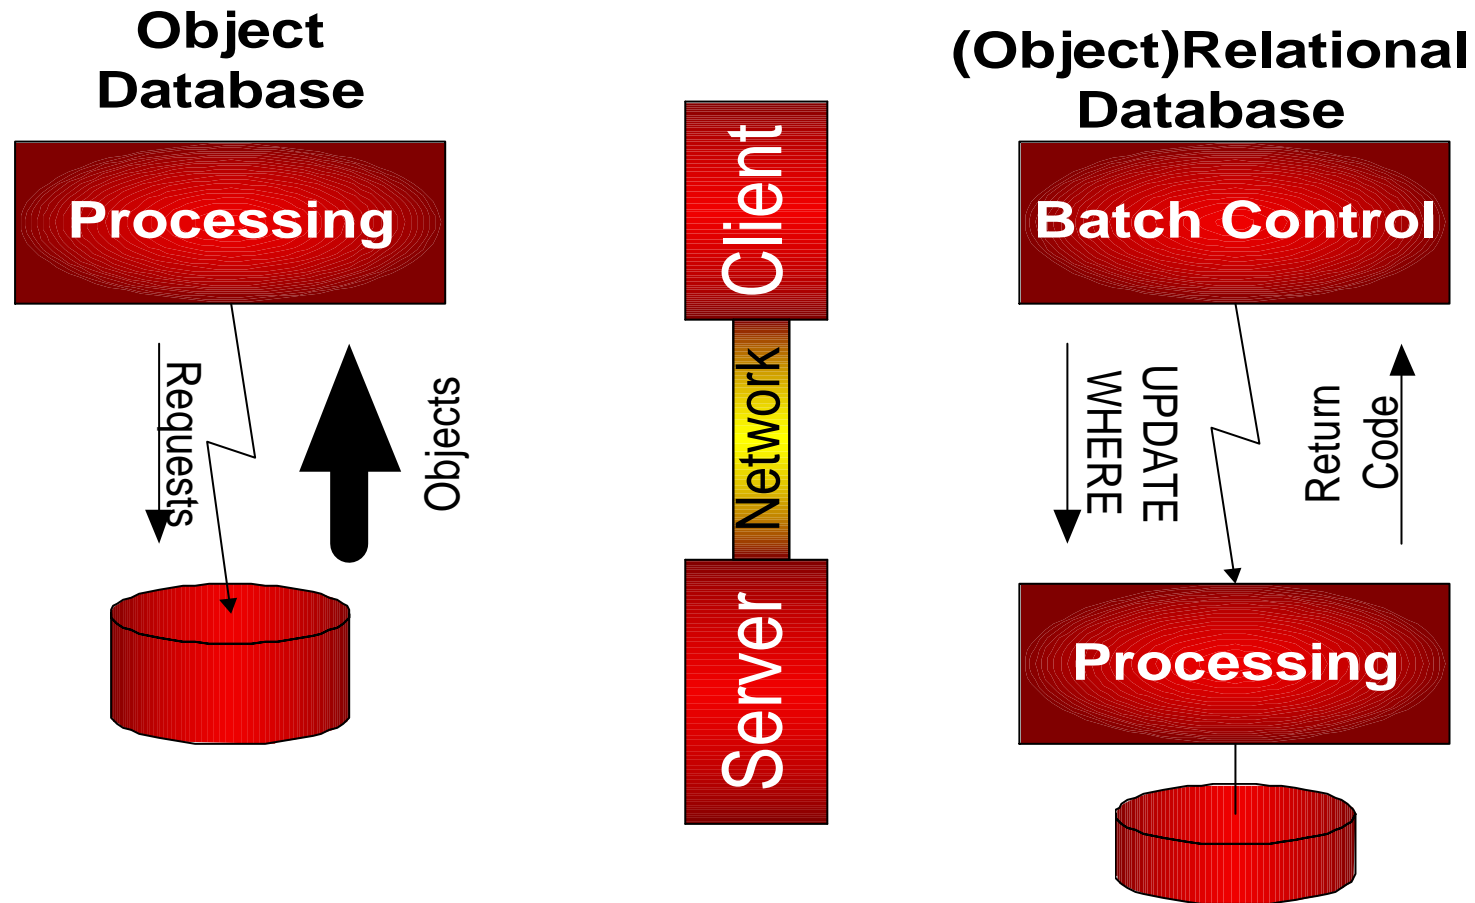 Object
Database
Processing
Requests
Objects
Client
Network
Server
(Object)Relational
Database
Batch Control
UPDATE
WHERE
Return
Code
Processing